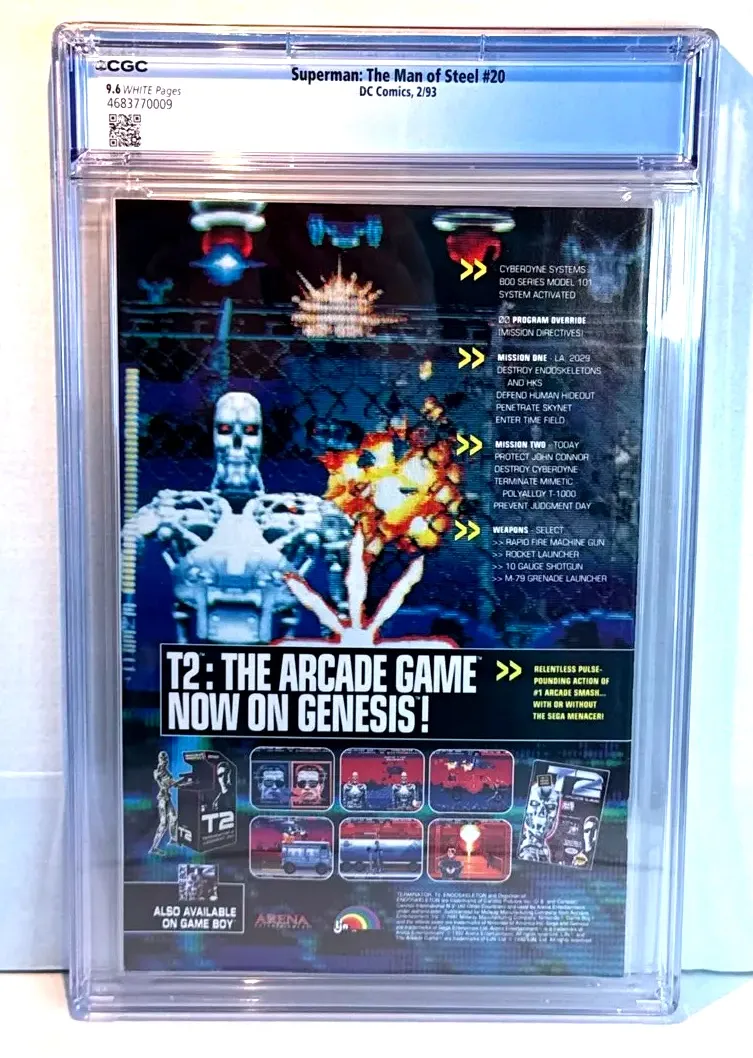 CGC
Superman: The Man of Steel #20
9.6 WHITE Pages
DC Comics, 2/93
4683770009
>> CYBERDYNE SYSTEMS
800 SERIES MODEL 101
SYSTEM ACTIVATED
PROGRAM OVERRIDE
(MISSION DIRECTIVES)
>> MISSION ONE - L.A. 2029
DESTROY ENDOSKELETONS
AND HKS
DEFEND HUMAN HIDEOUT
PENETRATE SKYNET
ENTER TIME FIELD
>> MISSION TWO - TODAY
PROTECT JOHN CONNOR
DESTROY CYBERDYNE
TERMINATE MIMETIC
POLYALLOY T-1000
PREVENT JUDGMENT DAY
>> WEAPONS - SELECT
>> RAPID FIRE MACHINE GUN
>> ROCKET LAUNCHER
>> 10 GAUGE SHOTGUN
>> M-79 GRENADE LAUNCHER
T2™: THE ARCADE GAME™
NOW ON GENESIS™!
>> RELENTLESS PULSE-
POUNDING ACTION OF
#1 ARCADE SMASH...
WITH OR WITHOUT
THE SEGA MENACER!
T2
T2
ALSO AVAILABLE
ON GAME BOY™
ARENA
ENTERTAINMENT